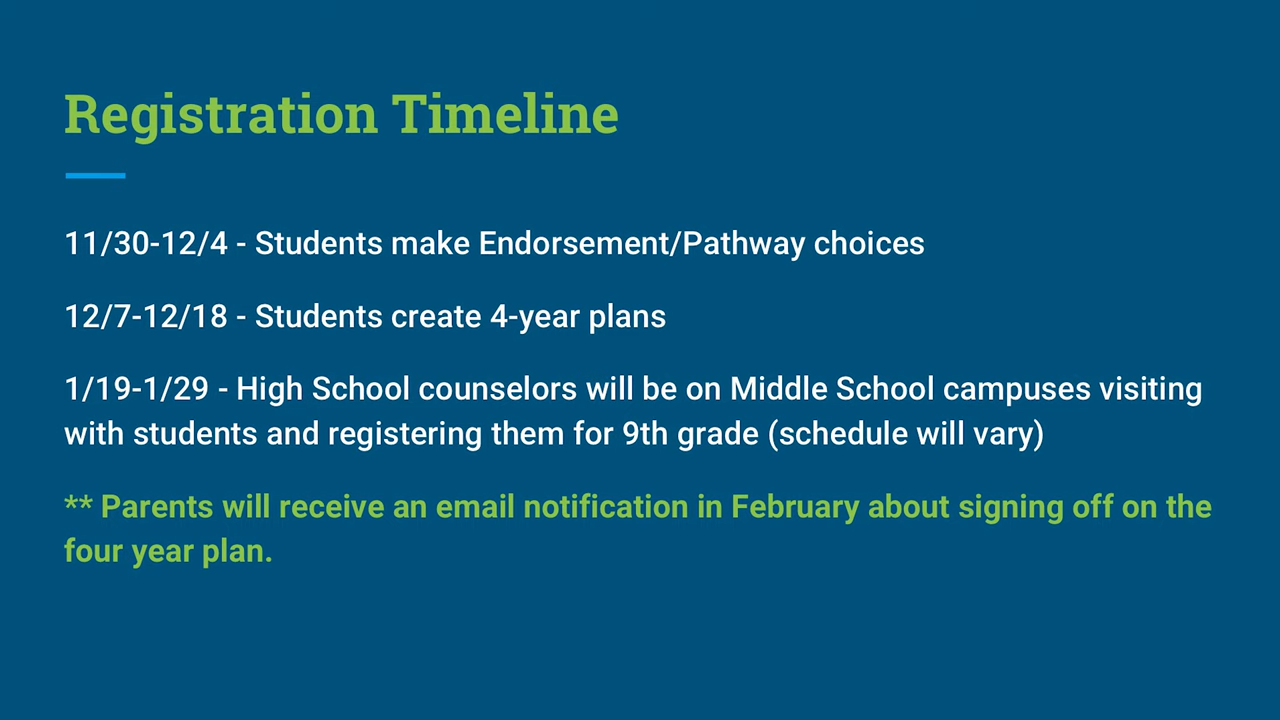 Registration Timeline
11/30-12/4 - Students make Endorsement/Pathway choices
12/7-12/18 - Students create 4-year plans
1/19-1/29 - High School counselors will be on Middle School campuses visiting
with students and registering them for 9th grade (schedule will vary)
** Parents will receive an email notification in February about signing off on the
four year plan.